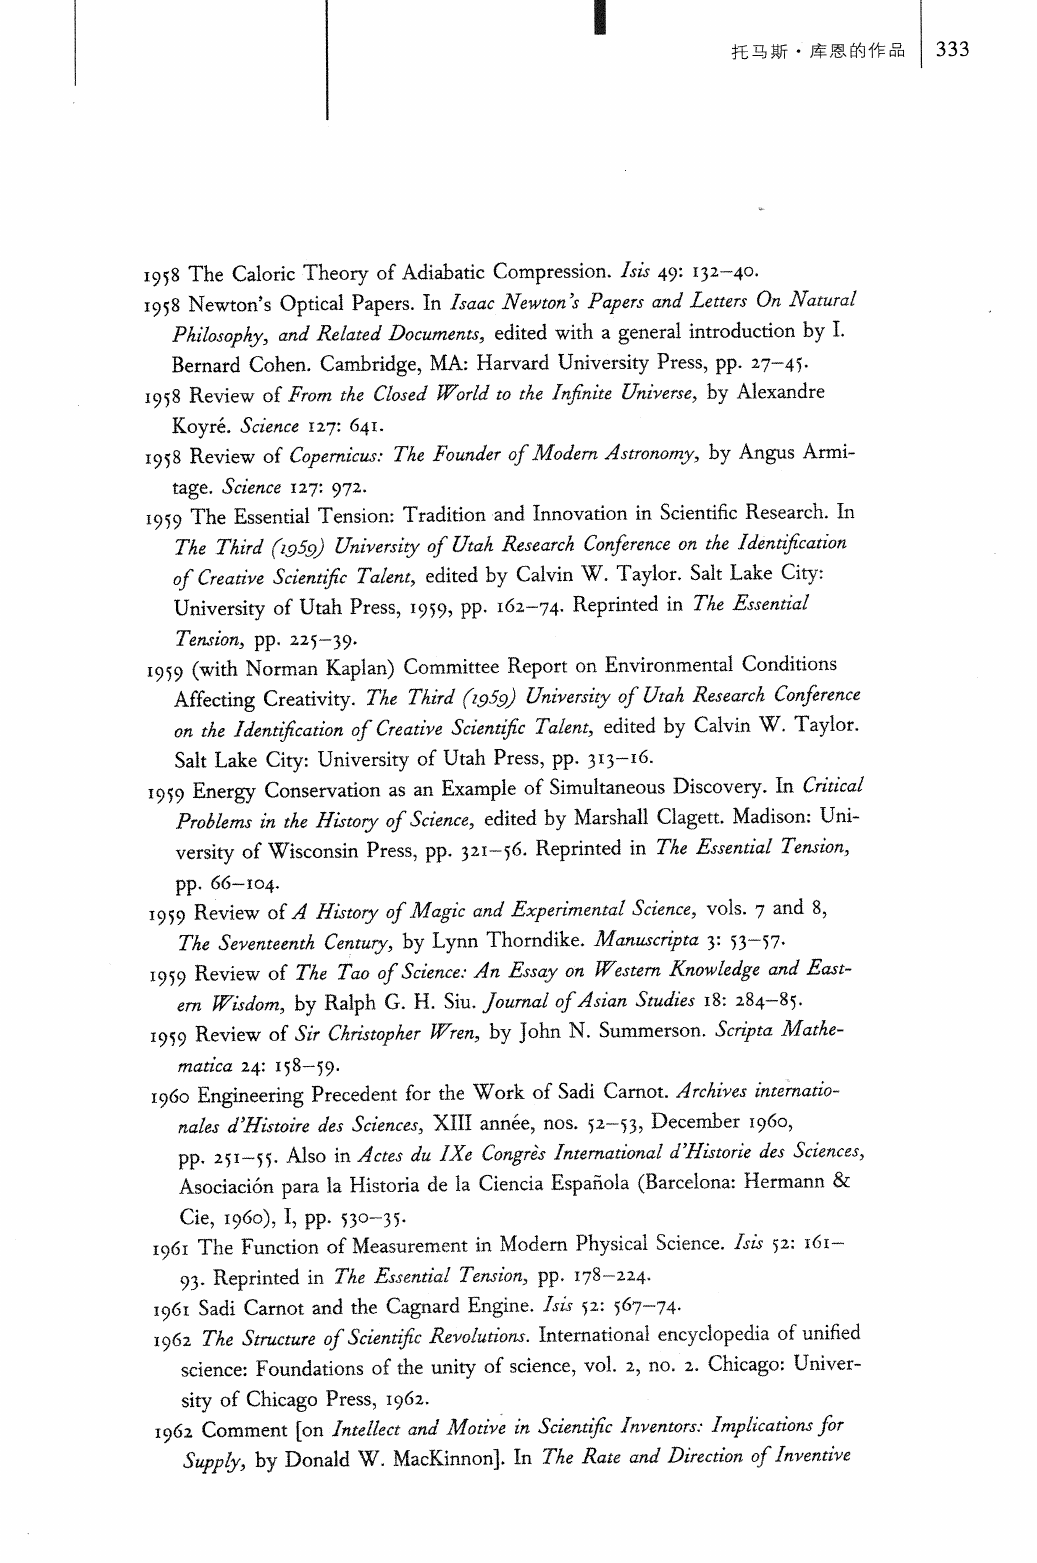 托马斯·库恩的作品 333
1958 The Caloric Theory of Adiabatic Compression. Isis 49: 132–40.
1958 Newton's Optical Papers. In Isaac Newton's Papers and Letters On Natural
Philosophy, and Related Documents, edited with a general introduction by I.
Bernard Cohen. Cambridge, MA: Harvard University Press, pp. 27–45.
1958 Review of From the Closed World to the Infinite Universe, by Alexandre
Koyré. Science 127: 641.
1958 Review of Copernicus: The Founder of Modern Astronomy, by Angus Armi-
tage. Science 127: 972.
1959 The Essential Tension: Tradition and Innovation in Scientific Research. In
The Third (1959) University of Utah Research Conference on the Identification
of Creative Scientific Talent, edited by Calvin W. Taylor. Salt Lake City:
University of Utah Press, 1959, pp. 162–74. Reprinted in The Essential
Tension, pp. 225–39.
1959 (with Norman Kaplan) Committee Report on Environmental Conditions
Affecting Creativity. The Third (1959) University of Utah Research Conference
on the Identification of Creative Scientific Talent, edited by Calvin W. Taylor.
Salt Lake City: University of Utah Press, pp. 313–16.
1959 Energy Conservation as an Example of Simultaneous Discovery. In Critical
Problems in the History of Science, edited by Marshall Clagett. Madison: Uni-
versity of Wisconsin Press, pp. 321–56. Reprinted in The Essential Tension,
pp. 66–104.
1959 Review of A History of Magic and Experimental Science, vols. 7 and 8,
The Seventeenth Century, by Lynn Thorndike. Manuscripta 3: 53–57.
1959 Review of The Tao of Science: An Essay on Western Knowledge and East-
ern Wisdom, by Ralph G. H. Siu. Journal of Asian Studies 18: 284–85.
1959 Review of Sir Christopher Wren, by John N. Summerson. Scripta Mathe-
matica 24: 158–59.
1960 Engineering Precedent for the Work of Sadi Carnot. Archives internatio-
nales d'Histoire des Sciences, XIII année, nos. 52–53, December 1960,
pp. 251–55. Also in Actes du IXe Congrès International d'Historie des Sciences,
Asociación para la Historia de la Ciencia Española (Barcelona: Hermann &
Cie, 1960), I, pp. 530–35.
1961 The Function of Measurement in Modern Physical Science. Isis 52: 161–
93. Reprinted in The Essential Tension, pp. 178–224.
1961 Sadi Carnot and the Cagnard Engine. Isis 52: 567–74.
1962 The Structure of Scientific Revolutions. International encyclopedia of unified
science: Foundations of the unity of science, vol. 2, no. 2. Chicago: Univer-
sity of Chicago Press, 1962.
1962 Comment [on Intellect and Motive in Scientific Inventors: Implications for
Supply, by Donald W. MacKinnon]. In The Rate and Direction of Inventive